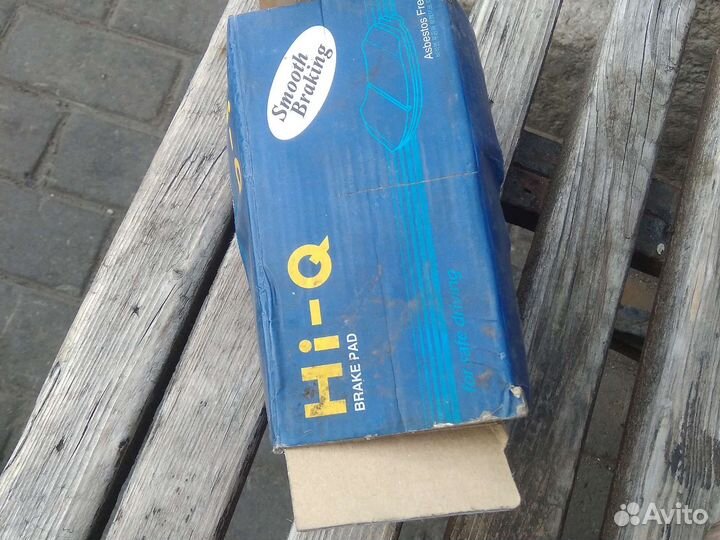 Smooth
Braking
Asbestos Fre
Hi-Q
BRAKE PAD
for safe driving
Avito